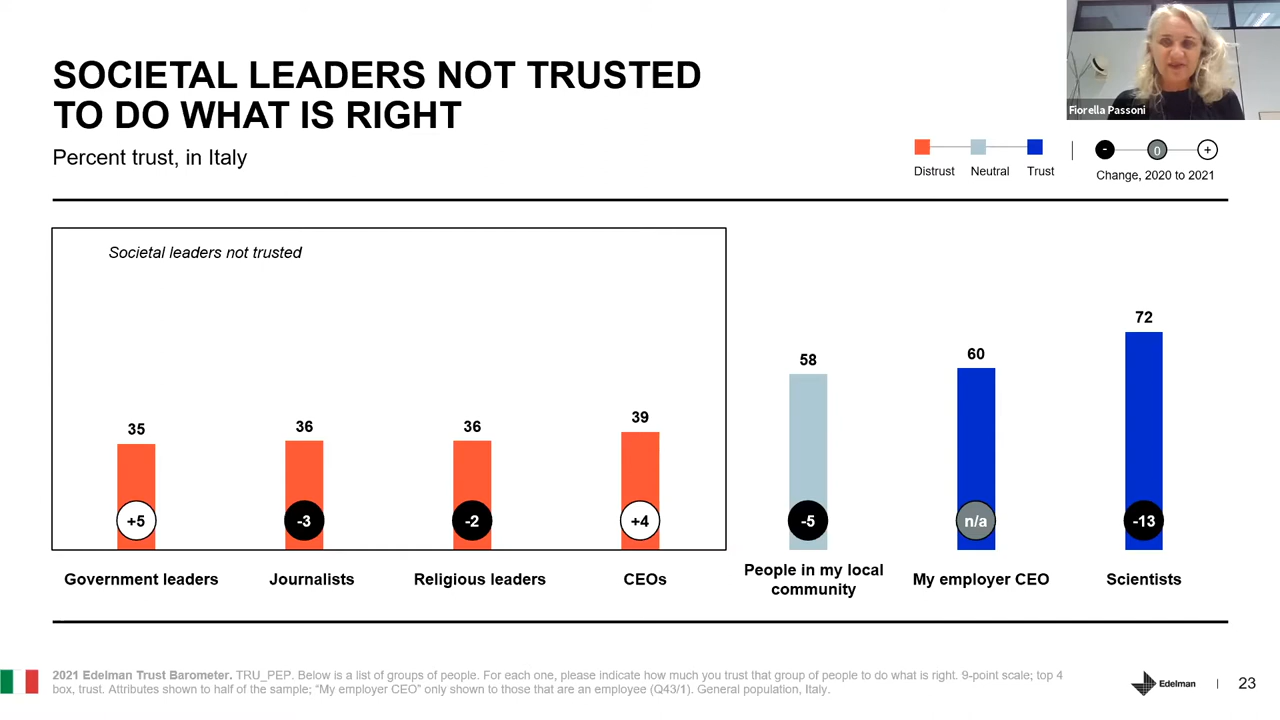 SOCIETAL LEADERS NOT TRUSTED
TO DO WHAT IS RIGHT
Percent trust, in Italy
Fiorella Passoni
Distrust Neutral Trust
- 0 +
Change, 2020 to 2021
Societal leaders not trusted
35 36 36 39 58 60 72
+5 -3 -2 +4 -5 n/a -13
Government leaders
Journalists
Religious leaders
CEOs
People in my local
community
My employer CEO
Scientists
2021 Edelman Trust Barometer. TRU_PEP. Below is a list of groups of people. For each one, please indicate how much you trust that group of people to do what is right. 9-point scale; top 4
box, trust. Attributes shown to half of the sample; “My employer CEO” only shown to those that are an employee (Q43/1). General population, Italy.
Edelman | 23